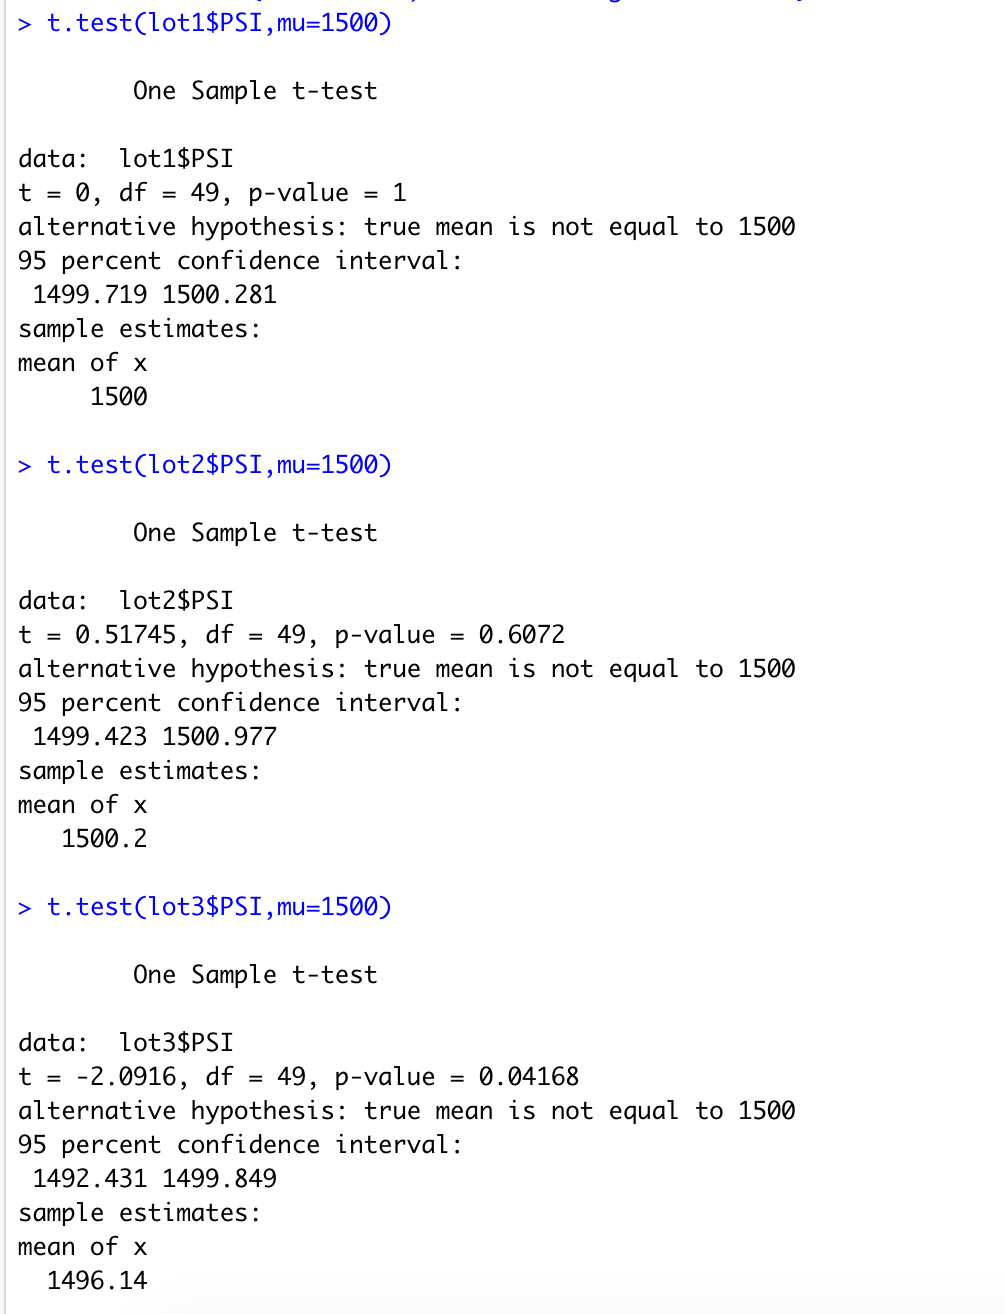 > t.test(lot1$PSI,mu=1500)
One Sample t-test
data:  lot1$PSI
t = 0, df = 49, p-value = 1
alternative hypothesis: true mean is not equal to 1500
95 percent confidence interval:
1499.719 1500.281
sample estimates:
mean of x
1500
> t.test(lot2$PSI,mu=1500)
One Sample t-test
data:  lot2$PSI
t = 0.51745, df = 49, p-value = 0.6072
alternative hypothesis: true mean is not equal to 1500
95 percent confidence interval:
1499.423 1500.977
sample estimates:
mean of x
1500.2
> t.test(lot3$PSI,mu=1500)
One Sample t-test
data:  lot3$PSI
t = -2.0916, df = 49, p-value = 0.04168
alternative hypothesis: true mean is not equal to 1500
95 percent confidence interval:
1492.431 1499.849
sample estimates:
mean of x
1496.14